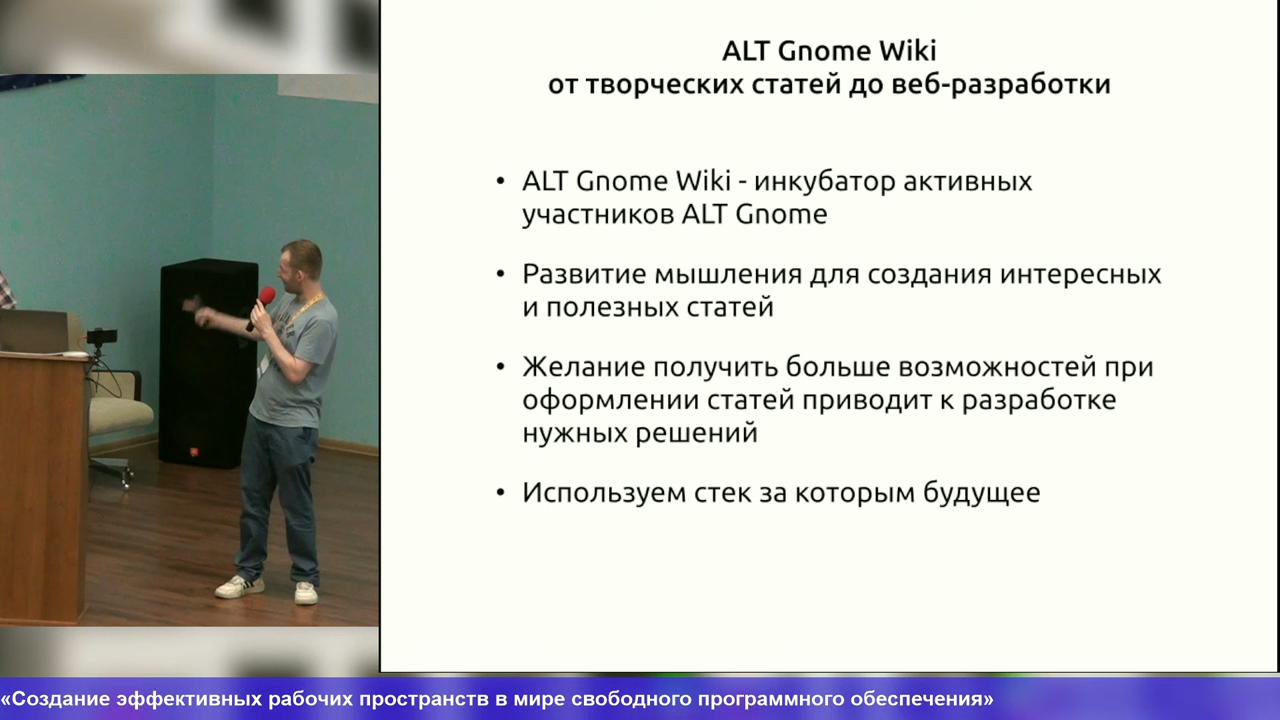 ALT Gnome Wiki
от творческих статей до веб-разработки
• ALT Gnome Wiki - инкубатор активных
участников ALT Gnome
• Развитие мышления для создания интересных
и полезных статей
• Желание получить больше возможностей при
оформлении статей приводит к разработке
нужных решений
• Используем стек за которым будущее
«Создание эффективных рабочих пространств в мире свободного программного обеспечения»